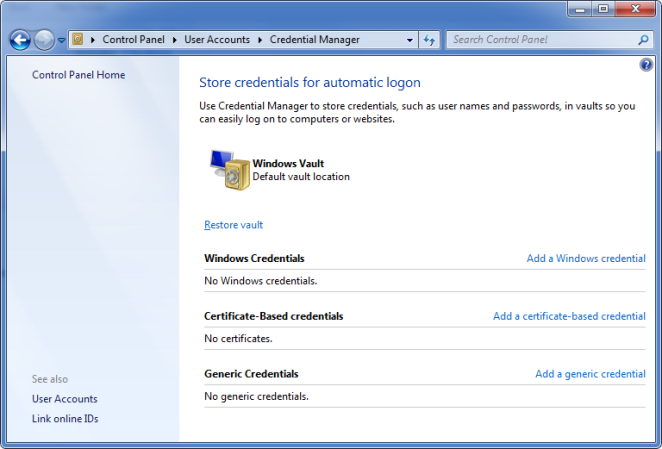 Control Panel User Accounts Credential Manager Search Control Panel
Control Panel Home
Store credentials for automatic logon
Use Credential Manager to store credentials, such as user names and passwords, in vaults so you
can easily log on to computers or websites.
Windows Vault
Default vault location
Restore vault
Windows Credentials Add a Windows credential
No Windows credentials.
Certificate-Based credentials Add a certificate-based credential
No certificates.
Generic Credentials Add a generic credential
No generic credentials.
See also
User Accounts
Link online IDs